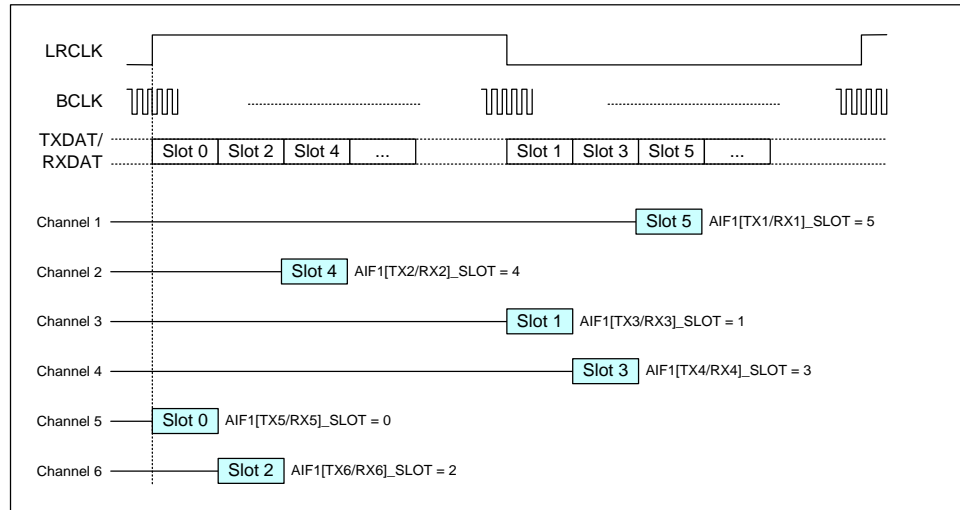 LRCLK
BCLK
TXDAT/
RXDAT
Slot 0 Slot 2 Slot 4 ... Slot 1 Slot 3 Slot 5 ...
Channel 1 Slot 5 AIF1[TX1/RX1]_SLOT = 5
Channel 2 Slot 4 AIF1[TX2/RX2]_SLOT = 4
Channel 3 Slot 1 AIF1[TX3/RX3]_SLOT = 1
Channel 4 Slot 3 AIF1[TX4/RX4]_SLOT = 3
Channel 5 Slot 0 AIF1[TX5/RX5]_SLOT = 0
Channel 6 Slot 2 AIF1[TX6/RX6]_SLOT = 2